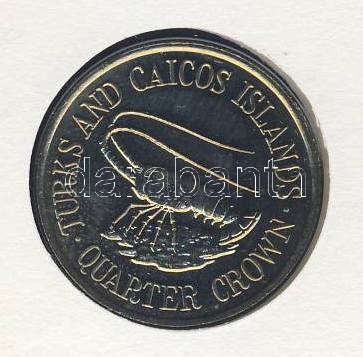 · TURKS AND CAICOS ISLANDS ·
QUARTER CROWN
darabanth